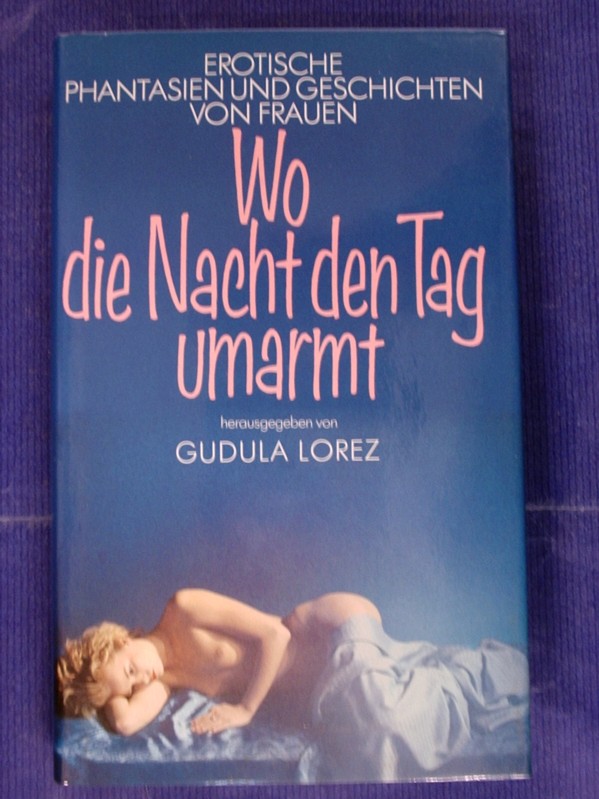 EROTISCHE
PHANTASIEN UND GESCHICHTEN
VON FRAUEN
Wo
die Nacht den Tag
umarmt
herausgegeben von
GUDULA LOREZ